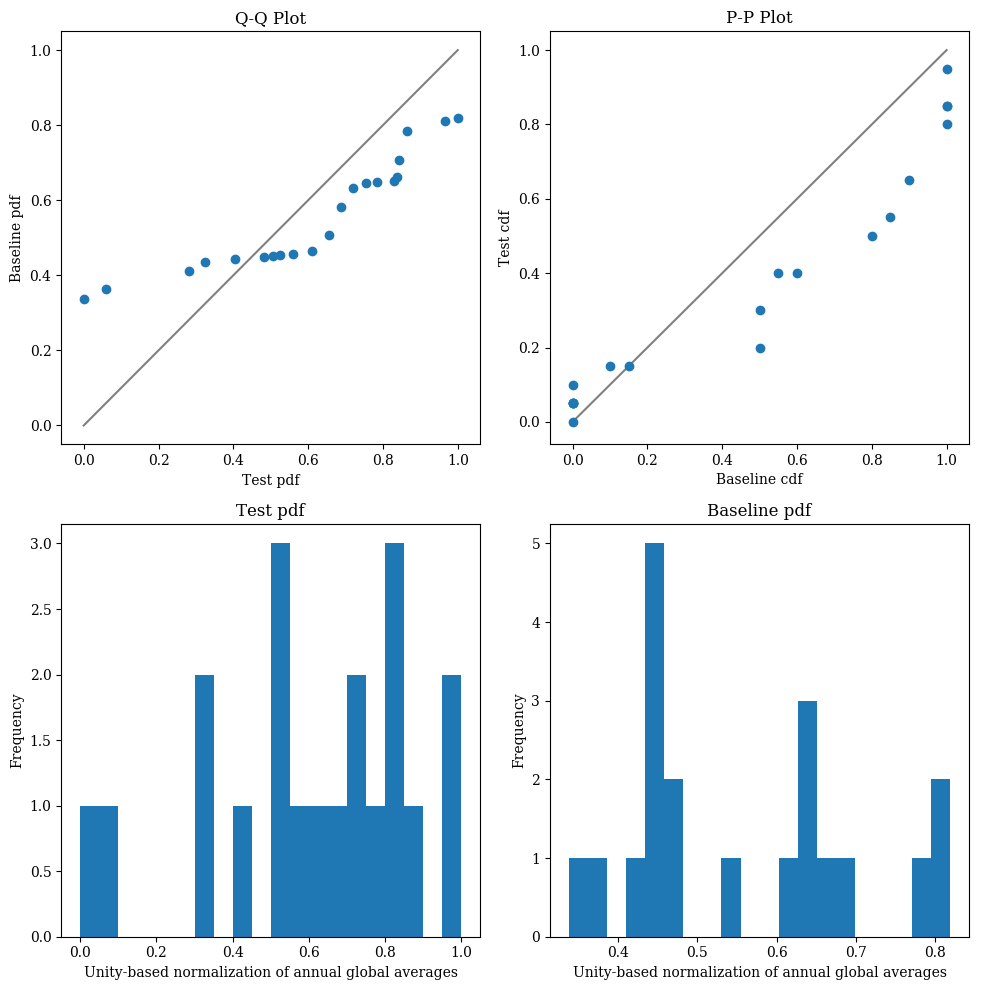 Q-Q Plot
1.0
0.8
0.6
0.4
0.2
0.0
Baseline pdf
0.0 0.2 0.4 0.6 0.8 1.0
Test pdf
P-P Plot
1.0
0.8
0.6
0.4
0.2
0.0
Test cdf
0.0 0.2 0.4 0.6 0.8 1.0
Baseline cdf
Test pdf
3.0
2.5
2.0
1.5
1.0
0.5
0.0
Frequency
0.0 0.2 0.4 0.6 0.8 1.0
Unity-based normalization of annual global averages
Baseline pdf
5
4
3
2
1
0
Frequency
0.4 0.5 0.6 0.7 0.8
Unity-based normalization of annual global averages